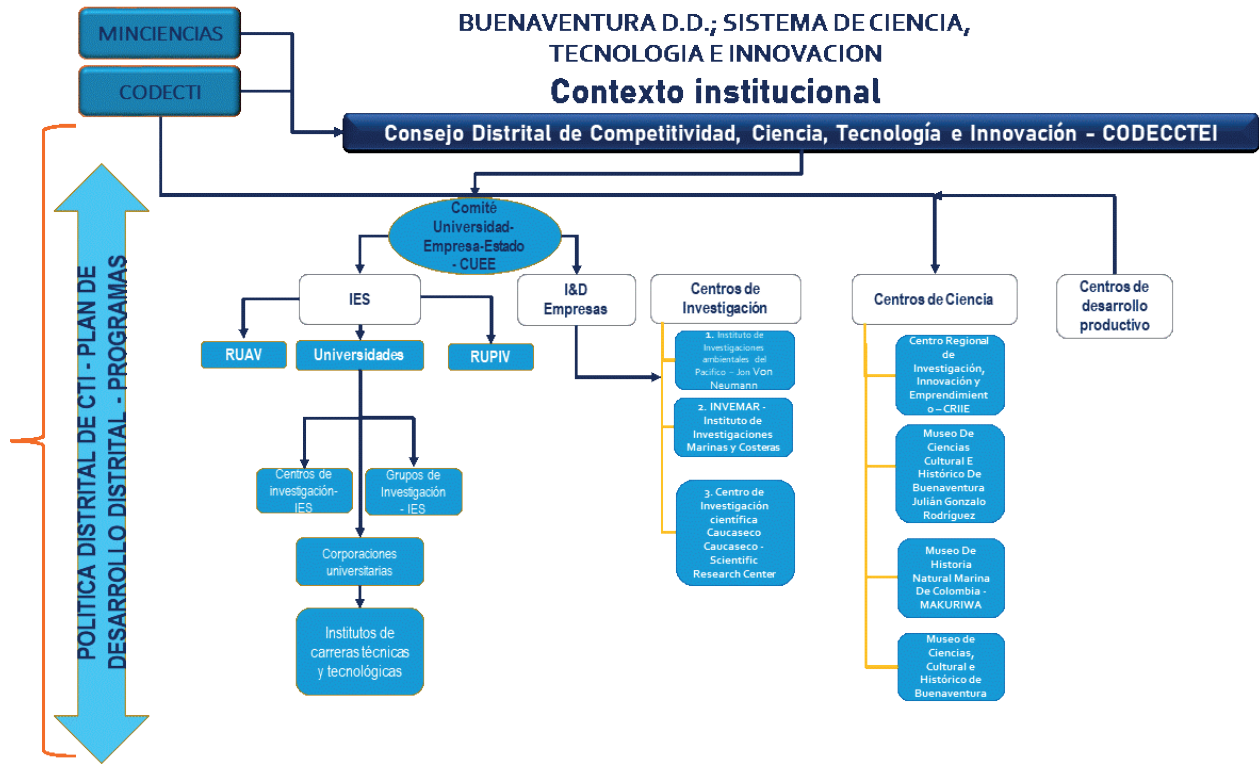 MINCIENCIAS
CODECTI
BUENAVENTURA D.D.; SISTEMA DE CIENCIA,
TECNOLOGIA E INNOVACION
Contexto institucional
Consejo Distrital de Competitividad, Ciencia, Tecnología e Innovación - CODECCTEI
POLITICA DISTRITAL DE CTI - PLAN DE
DESARROLLO DISTRITAL - PROGRAMAS
Comité
Universidad-
Empresa-Estado
- CUEE
IES
RUAV
Universidades
RUPIV
Centros de
investigación-
IES
Grupos de
Investigación
- IES
Corporaciones
universitarias
Institutos de
carreras técnicas
y tecnológicas
I&D
Empresas
Centros de
Investigación
1. Instituto de
Investigaciones
ambientales del
Pacifico – Jon Von
Neumann
2. INVEMAR -
Instituto de
Investigaciones
Marinas y Costeras
3. Centro de
Investigación
científica
Caucaseco
Caucaseco -
Scientific
Research Center
Centros de Ciencia
Centro Regional
de
Investigación,
Innovación y
Emprendimient
o – CRIIE
Museo De
Ciencias
Cultural E
Histórico De
Buenaventura
Julián Gonzalo
Rodríguez
Museo De
Historia
Natural Marina
De Colombia -
MAKURIWA
Museo de
Ciencias,
Cultural e
Histórico de
Buenaventura
Centros de
desarrollo
productivo